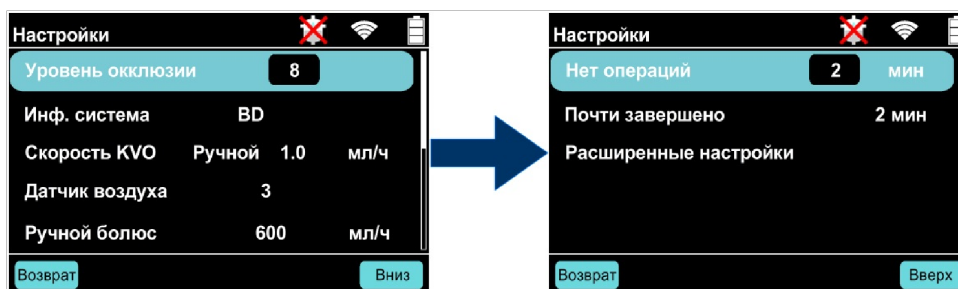 Настройки
Уровень окклюзии 8
Инф. система BD
Скорость KVO Ручной 1.0 мл/ч
Датчик воздуха 3
Ручной болюс 600 мл/ч
Возврат Вниз
Настройки
Нет операций 2 мин
Почти завершено 2 мин
Расширенные настройки
Возврат Вверх